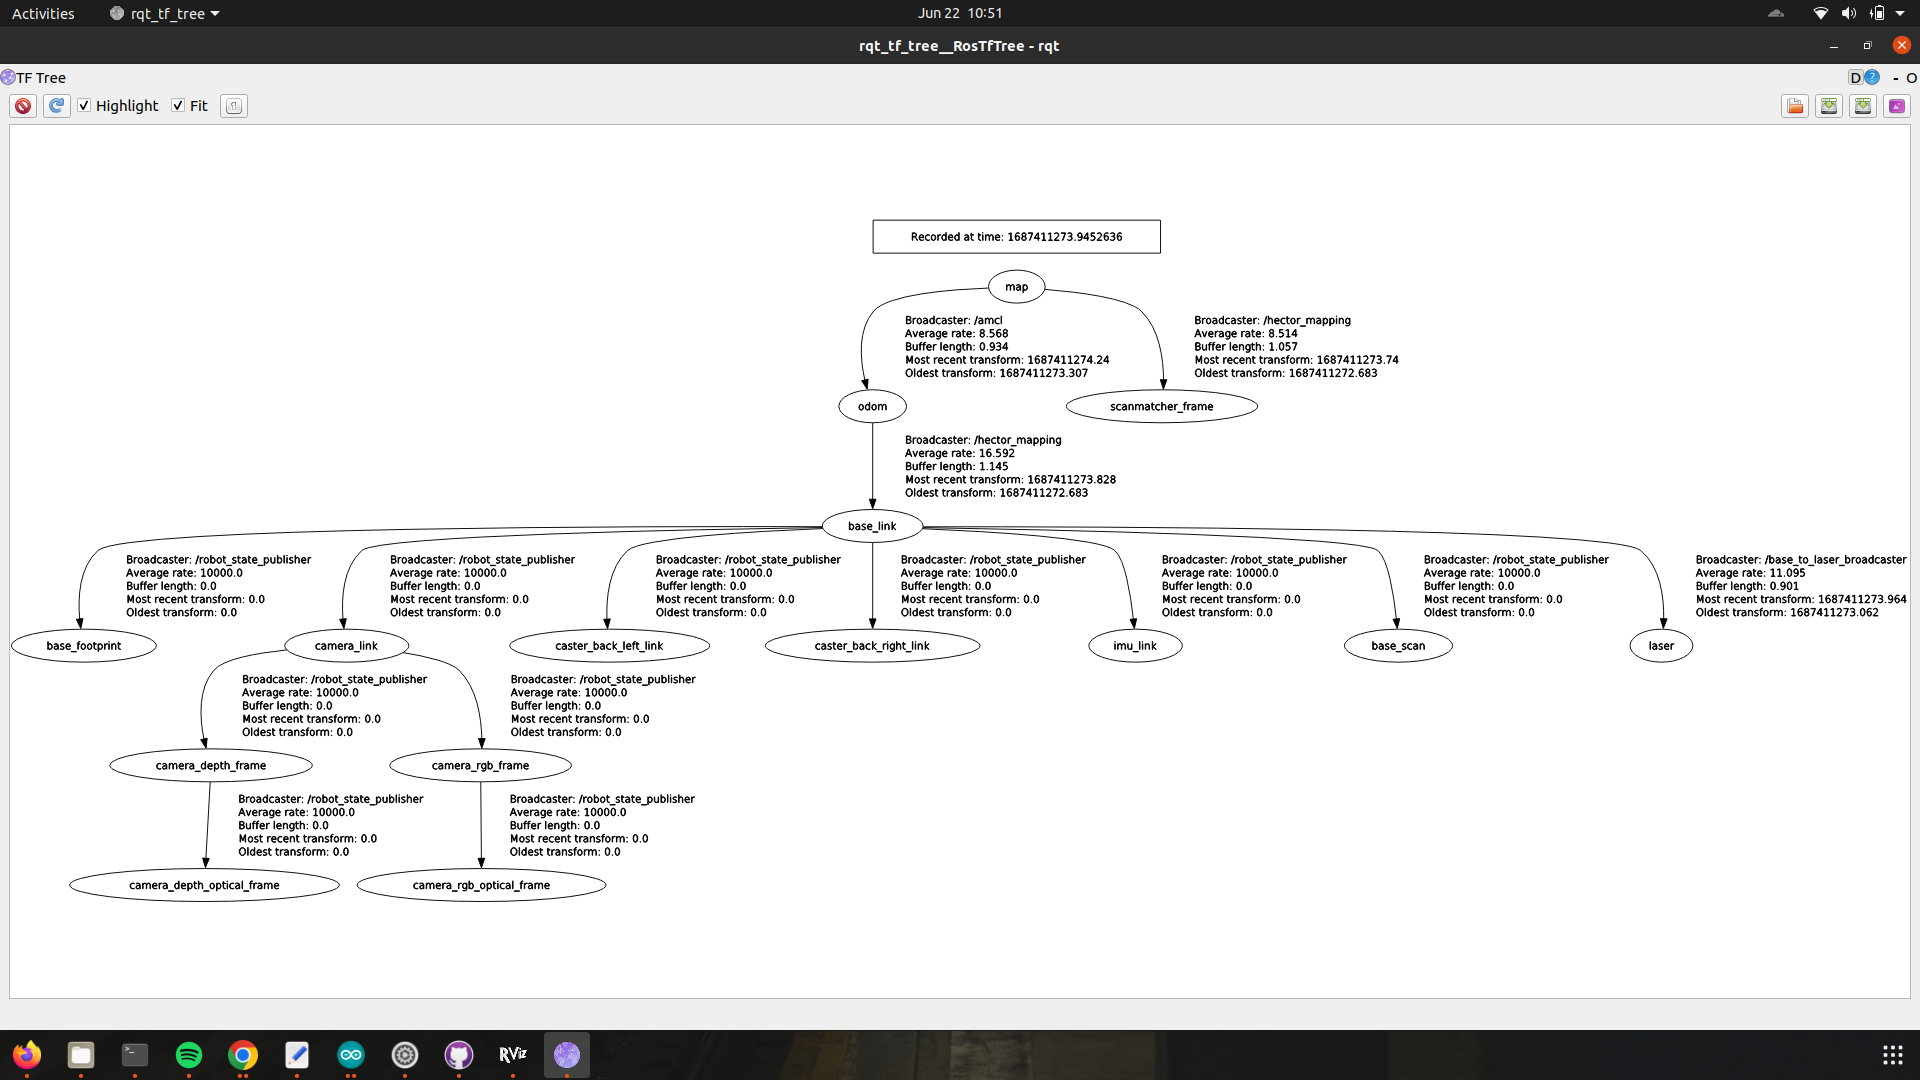 Activities
rqt_tf_tree
Jun 22 10:51
rqt_tf_tree__RosTfTree - rqt
TF Tree
D
?
- O
Highlight
Fit
Recorded at time: 1687411273.9452636
map
Broadcaster: /amcl
Average rate: 8.568
Buffer length: 0.934
Most recent transform: 1687411274.24
Oldest transform: 1687411273.307
Broadcaster: /hector_mapping
Average rate: 8.514
Buffer length: 1.057
Most recent transform: 1687411273.74
Oldest transform: 1687411272.683
odom
scanmatcher_frame
Broadcaster: /hector_mapping
Average rate: 16.592
Buffer length: 1.145
Most recent transform: 1687411273.828
Oldest transform: 1687411272.683
base_link
Broadcaster: /robot_state_publisher
Average rate: 10000.0
Buffer length: 0.0
Most recent transform: 0.0
Oldest transform: 0.0
Broadcaster: /robot_state_publisher
Average rate: 10000.0
Buffer length: 0.0
Most recent transform: 0.0
Oldest transform: 0.0
Broadcaster: /robot_state_publisher
Average rate: 10000.0
Buffer length: 0.0
Most recent transform: 0.0
Oldest transform: 0.0
Broadcaster: /robot_state_publisher
Average rate: 10000.0
Buffer length: 0.0
Most recent transform: 0.0
Oldest transform: 0.0
Broadcaster: /robot_state_publisher
Average rate: 10000.0
Buffer length: 0.0
Most recent transform: 0.0
Oldest transform: 0.0
Broadcaster: /robot_state_publisher
Average rate: 10000.0
Buffer length: 0.0
Most recent transform: 0.0
Oldest transform: 0.0
Broadcaster: /base_to_laser_broadcaster
Average rate: 11.095
Buffer length: 0.901
Most recent transform: 1687411273.964
Oldest transform: 1687411273.062
base_footprint
camera_link
caster_back_left_link
caster_back_right_link
imu_link
base_scan
laser
Broadcaster: /robot_state_publisher
Average rate: 10000.0
Buffer length: 0.0
Most recent transform: 0.0
Oldest transform: 0.0
Broadcaster: /robot_state_publisher
Average rate: 10000.0
Buffer length: 0.0
Most recent transform: 0.0
Oldest transform: 0.0
camera_depth_frame
camera_rgb_frame
Broadcaster: /robot_state_publisher
Average rate: 10000.0
Buffer length: 0.0
Most recent transform: 0.0
Oldest transform: 0.0
Broadcaster: /robot_state_publisher
Average rate: 10000.0
Buffer length: 0.0
Most recent transform: 0.0
Oldest transform: 0.0
camera_depth_optical_frame
camera_rgb_optical_frame
RViz